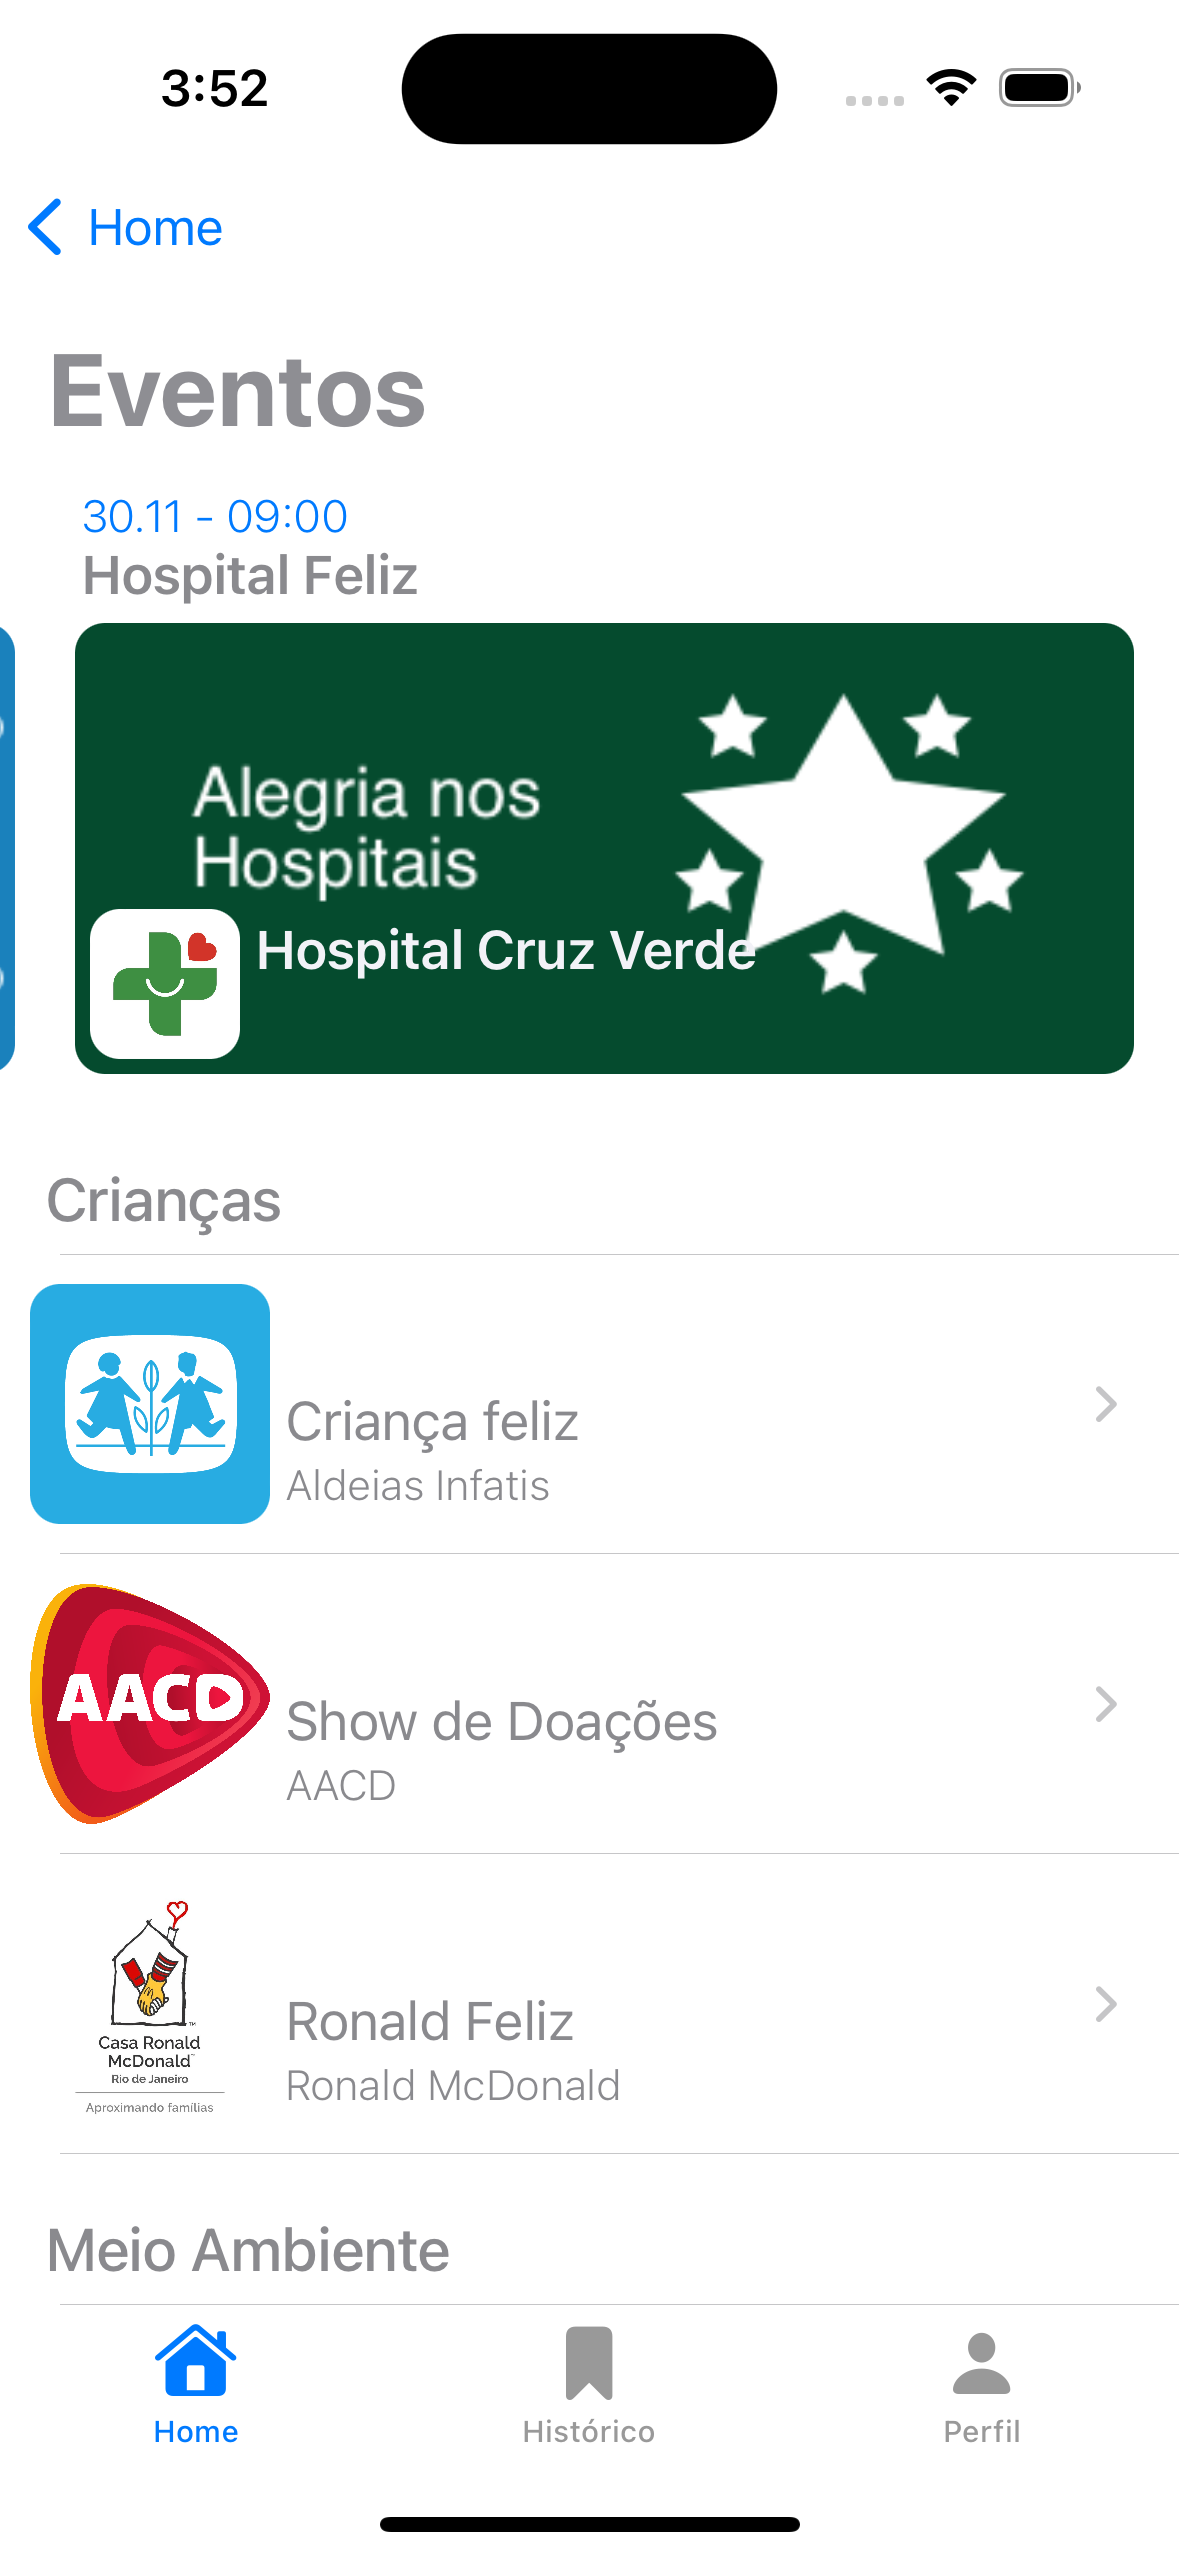 3:52
Home
Eventos
30.11 - 09:00
Hospital Feliz
Alegria nos
Hospitais
Hospital Cruz Verde
Crianças
Criança feliz
Aldeias Infatis
AACD
Show de Doações
AACD
Casa Ronald
McDonald™
Rio de Janeiro
Aproximando famílias
Ronald Feliz
Ronald McDonald
Meio Ambiente
Home
Histórico
Perfil